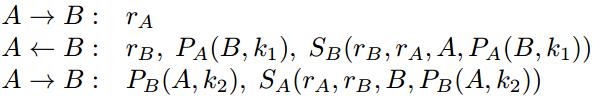 A → B : r_A
A ← B : r_B, P_A(B, k_1), S_B(r_B, r_A, A, P_A(B, k_1))
A → B : P_B(A, k_2), S_A(r_A, r_B, B, P_B(A, k_2))